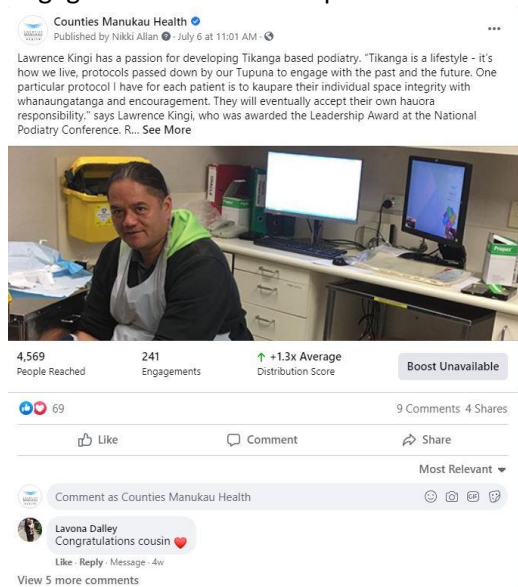 Counties Manukau Health
Published by Nikki Allan · July 6 at 11:01 AM ·
Lawrence Kingi has a passion for developing Tikanga based podiatry. "Tikanga is a lifestyle - it's
how we live, protocols passed down by our Tupuna to engage with the past and the future. One
particular protocol I have for each patient is to kaupare their individual space integrity with
whanaungatanga and encouragement. They will eventually accept their own hauora
responsibility." says Lawrence Kingi, who was awarded the Leadership Award at the National
Podiatry Conference. R... See More
4,569
People Reached
241
Engagements
+1.3x Average
Distribution Score
Boost Unavailable
69
9 Comments 4 Shares
Like
Comment
Share
Most Relevant
Comment as Counties Manukau Health
GIF
Lavona Dalley
Congratulations cousin
Like · Reply · Message · 4w
View 5 more comments